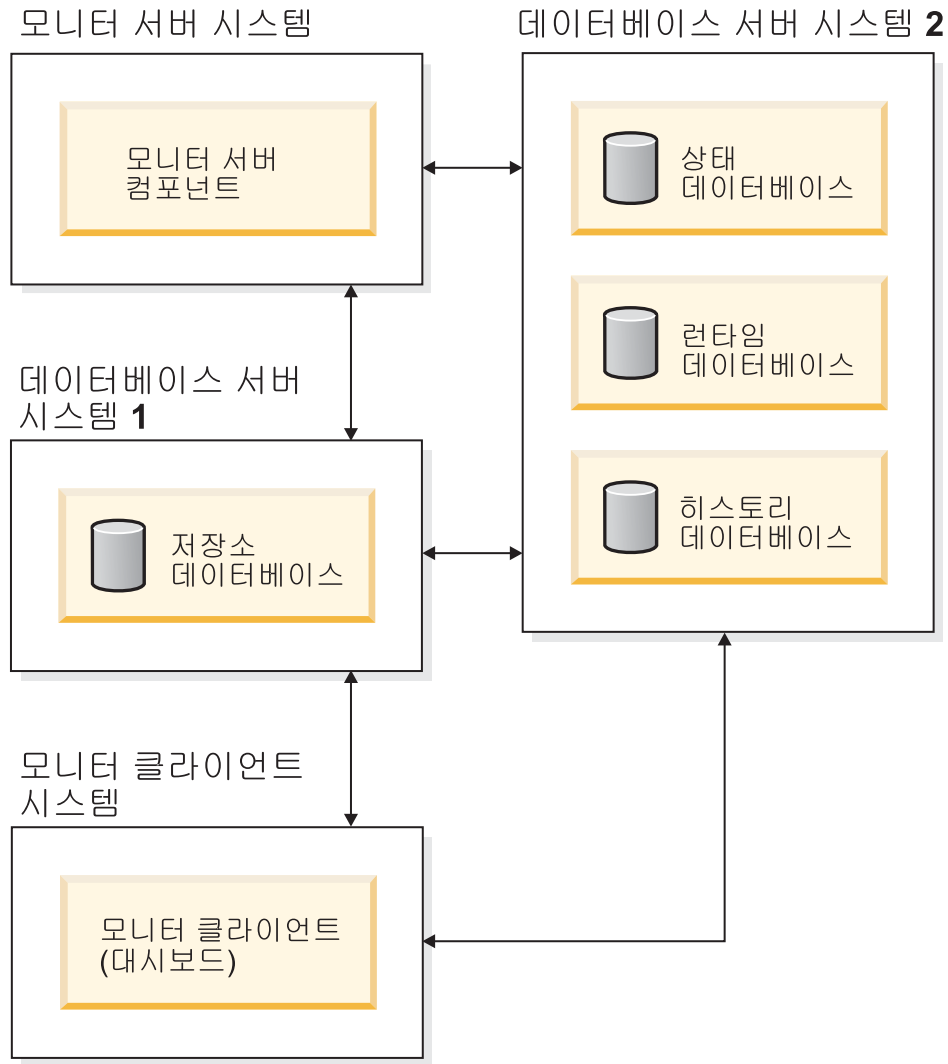 모니터 서버 시스템
모니터 서버
컴포넌트
데이터베이스 서버 시스템 2
상태
데이터베이스
런타임
데이터베이스
히스토리
데이터베이스
데이터베이스 서버
시스템 1
저장소
데이터베이스
모니터 클라이언트
시스템
모니터 클라이언트
(대시보드)